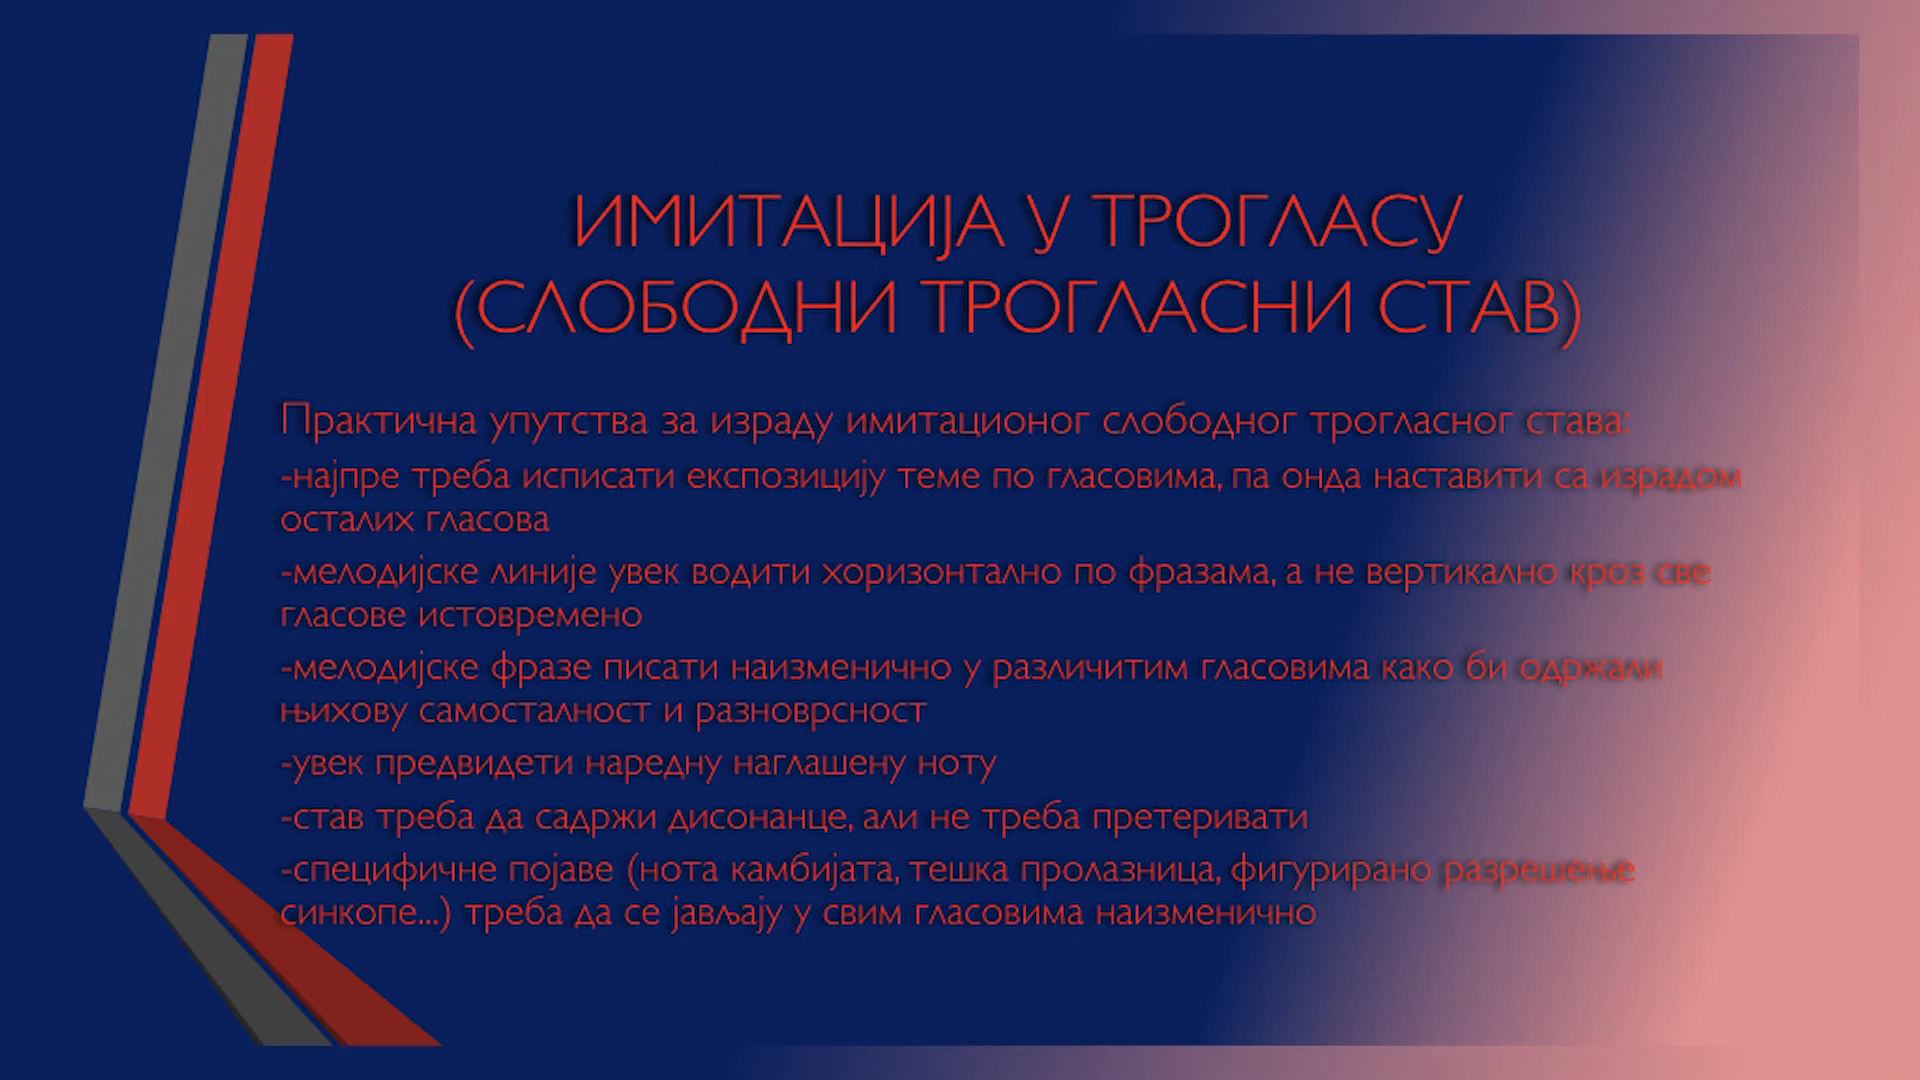 ИМИТАЦИЈА У ТРОГЛАСУ
(СЛОБОДНИ ТРОГЛАСНИ СТАВ)
Практична упутства за израду имитационог слободног трогласног става:
-најпре треба исписати експозицију теме по гласовима, па онда наставити са израдом
осталих гласова
-мелодијске линије увек водити хоризонтално по фразама, а не вертикално кроз све
гласове истовремено
-мелодијске фразе писати наизменично у различитим гласовима како би одржали
њихову самосталност и разноврсност
-увек предвидети наредну наглашену ноту
-став треба да садржи дисонанце, али не треба претеривати
-специфичне појаве (нота камбијата, тешка пролазница, фигурирано разрешење
синкопе...) треба да се јављају у свим гласовима наизменично